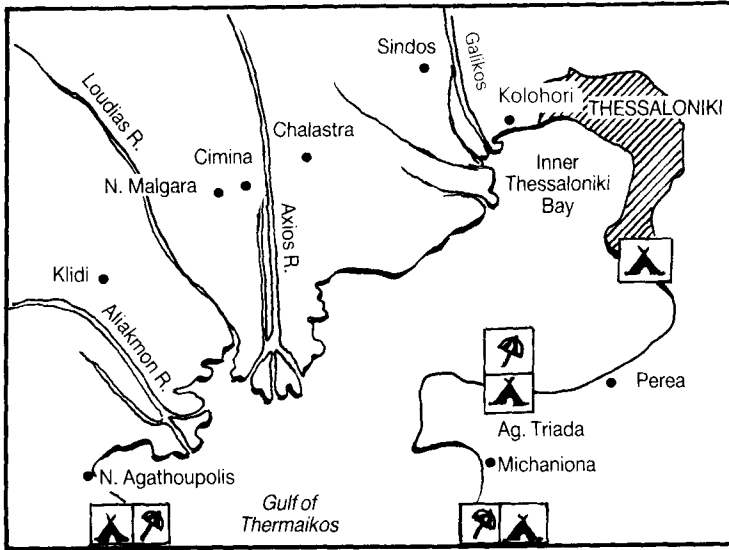 Sindos
Galikos
Kolohori
THESSALONIKI
Loudias R.
Chalastra
Cimina
N. Malgara
Inner
Thessaloniki
Bay
Axios R.
Klidi
Aliakmon R.
Perea
Ag. Triada
Michaniona
N. Agathoupolis
Gulf of
Thermaikos